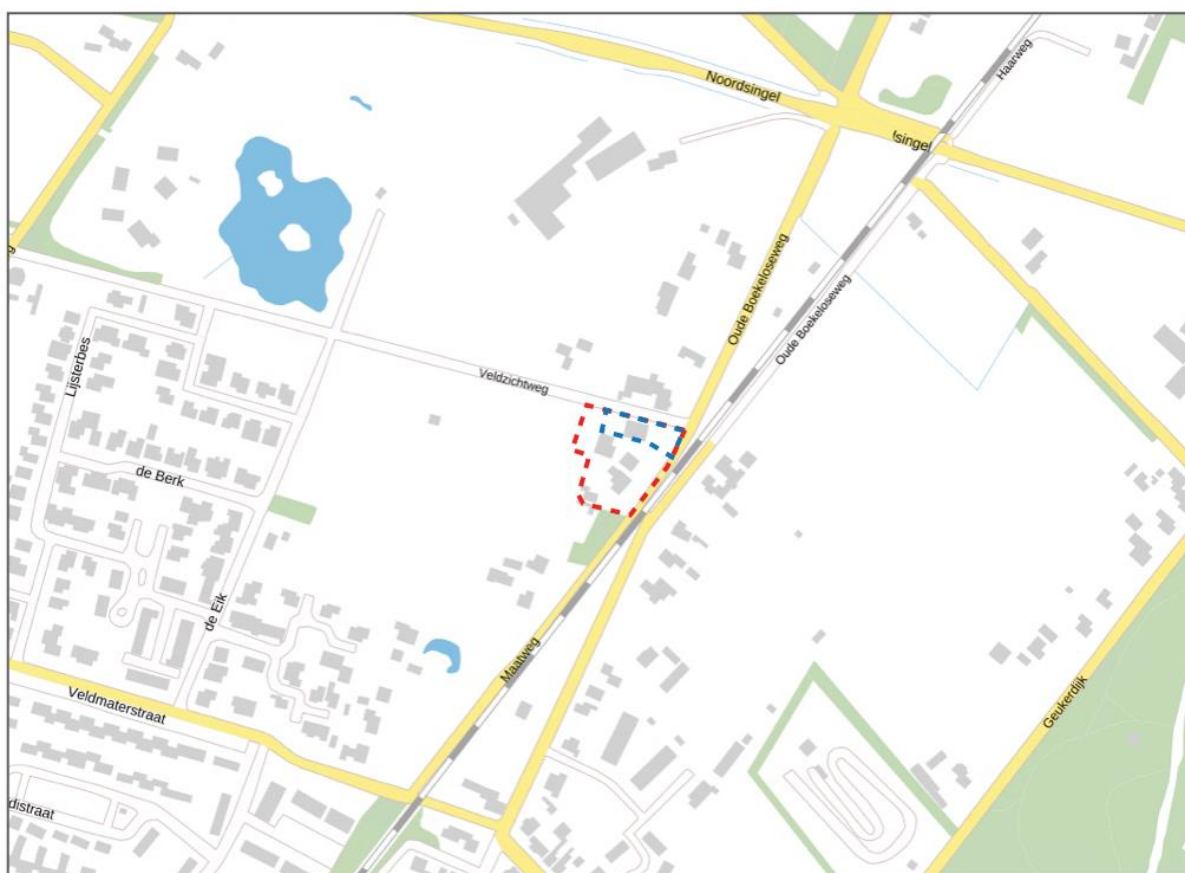 Noordsingel
Haarweg
Oude Boekeloseweg
Oude Boekeloseweg
Lijsterbes
Veldzichtweg
de Berk
de Eik
Maatweg
Veldmaterstraat
Geukerdijk
distraat
singel